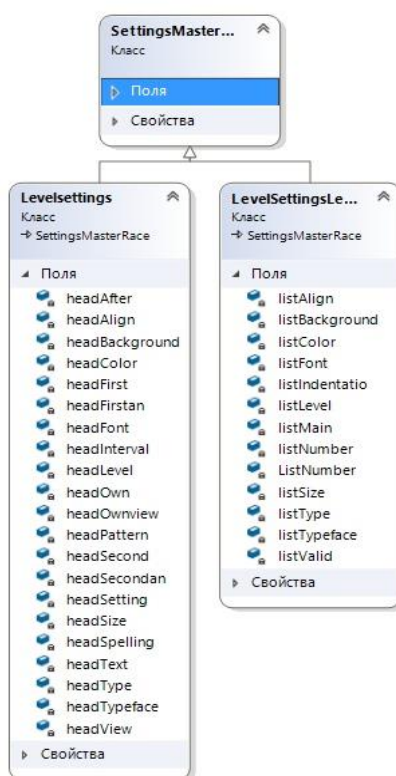 SettingsMaster...
Класс
Поля
Свойства
Levelsettings
Класс
SettingsMasterRace
Поля
headAfter
headAlign
headBackground
headColor
headFirst
headFirstan
headFont
headInterval
headLevel
headOwn
headOwnview
headPattern
headSecond
headSecondan
headSetting
headSize
headSpelling
headText
headType
headTypeface
headView
Свойства
LevelSettingsLe...
Класс
SettingsMasterRace
Поля
listAlign
listBackground
listColor
listFont
listIndentatio
listLevel
listMain
listNumber
ListNumber
listSize
listType
listTypeface
listValid
Свойства